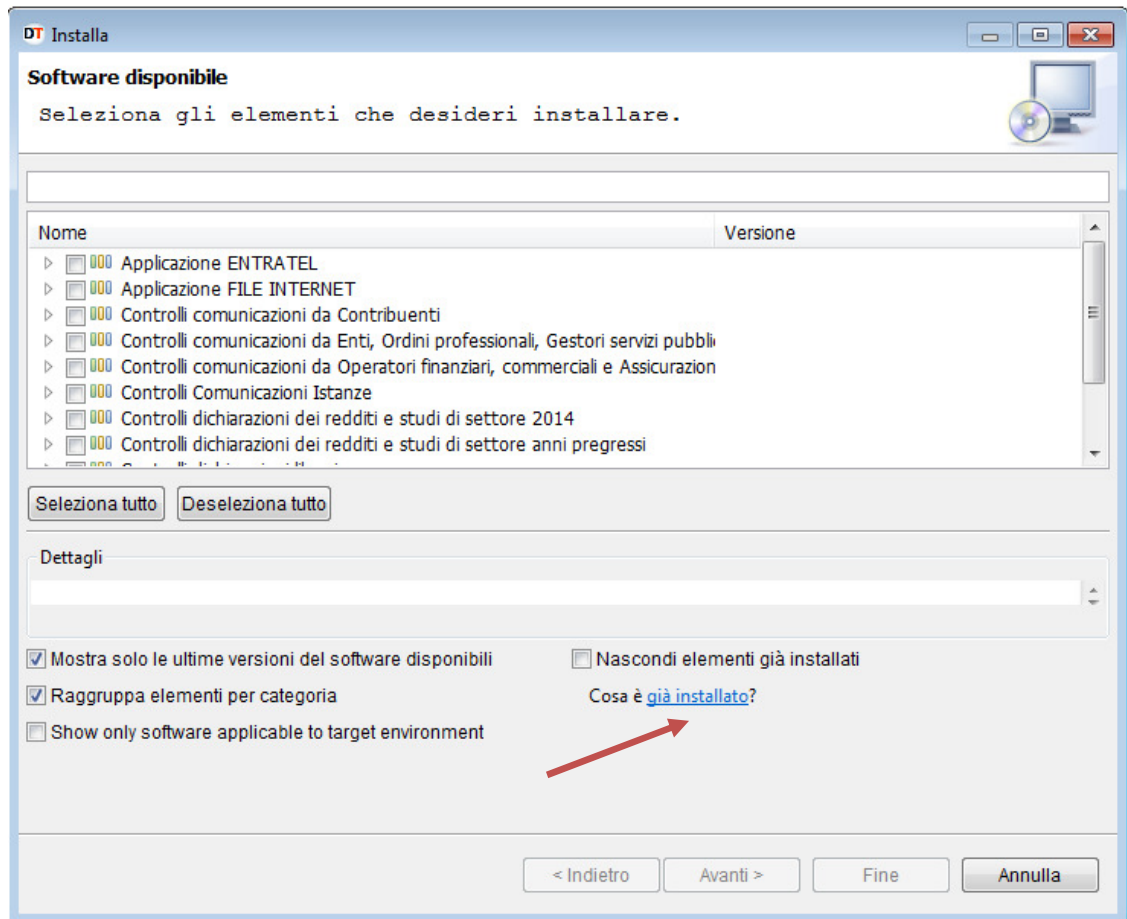 DT Installa
Software disponibile
Seleziona gli elementi che desideri installare.
Nome Versione
Applicazione ENTRATEL
Applicazione FILE INTERNET
Controlli comunicazioni da Contribuenti
Controlli comunicazioni da Enti, Ordini professionali, Gestori servizi pubbli
Controlli comunicazioni da Operatori finanziari, commerciali e Assicurazion
Controlli Comunicazioni Istanze
Controlli dichiarazioni dei redditi e studi di settore 2014
Controlli dichiarazioni dei redditi e studi di settore anni pregressi
Seleziona tutto Deseleziona tutto
Dettagli
Mostra solo le ultime versioni del software disponibili Nascondi elementi già installati
Raggruppa elementi per categoria Cosa è già installato?
Show only software applicable to target environment
< Indietro Avanti > Fine Annulla